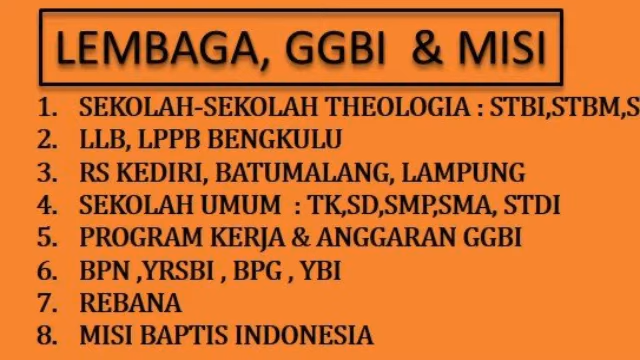 LEMBAGA, GGBI & MISI
1. SEKOLAH-SEKOLAH THEOLOGIA : STBI,STBM,S
2. LLB, LPPB BENGKULU
3. RS KEDIRI, BATUMALANG, LAMPUNG
4. SEKOLAH UMUM : TK,SD,SMP,SMA, STDI
5. PROGRAM KERJA & ANGGARAN GGBI
6. BPN ,YRSBI , BPG , YBI
7. REBANA
8. MISI BAPTIS INDONESIA